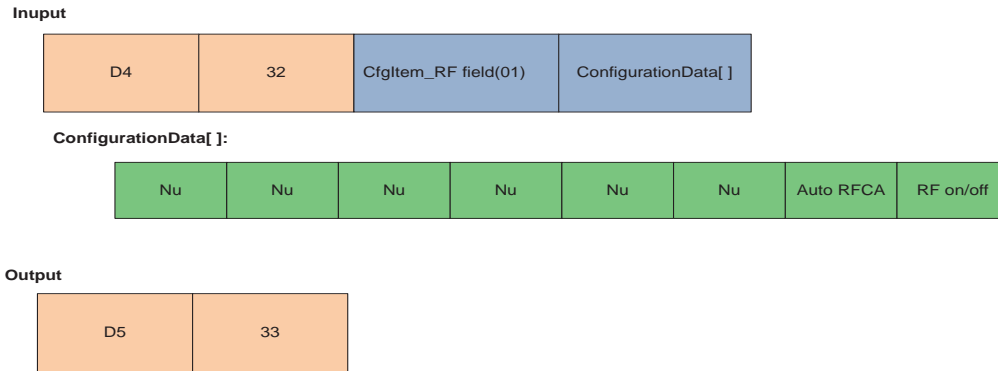 Inuput
D4 32 CfgItem_RF field(01) ConfigurationData[ ]
ConfigurationData[ ]:
Nu Nu Nu Nu Nu Nu Auto RFCA RF on/off
Output
D5 33